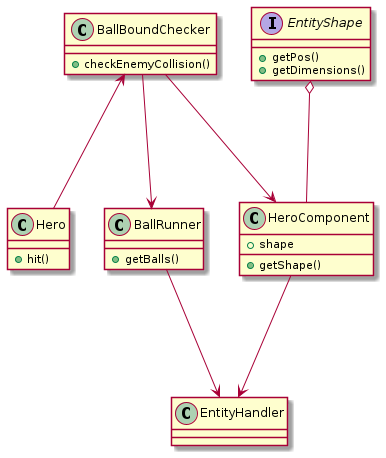 C BallBoundChecker
checkEnemyCollision()
I EntityShape
getPos()
getDimensions()
C Hero
hit()
C BallRunner
getBalls()
C HeroComponent
shape
getShape()
C EntityHandler